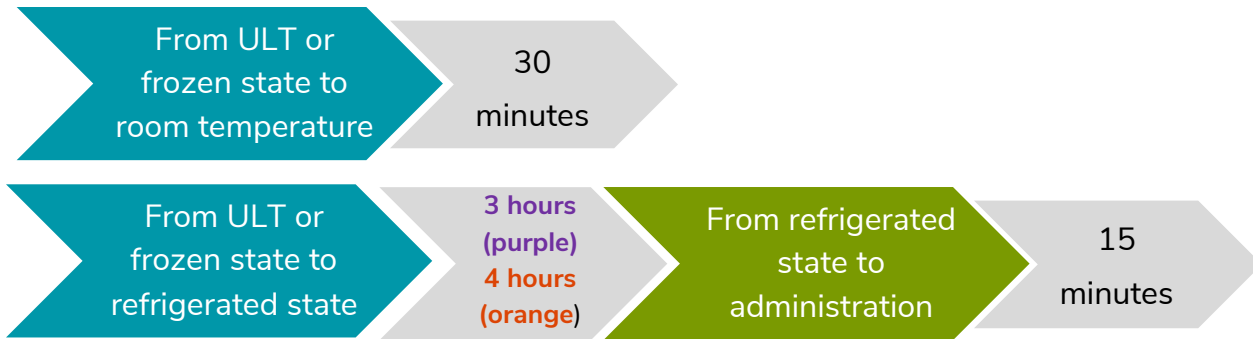 From ULT or
frozen state to
room temperature
30
minutes
From ULT or
frozen state to
refrigerated state
3 hours
(purple)
4 hours
(orange)
From refrigerated
state to
administration
15
minutes